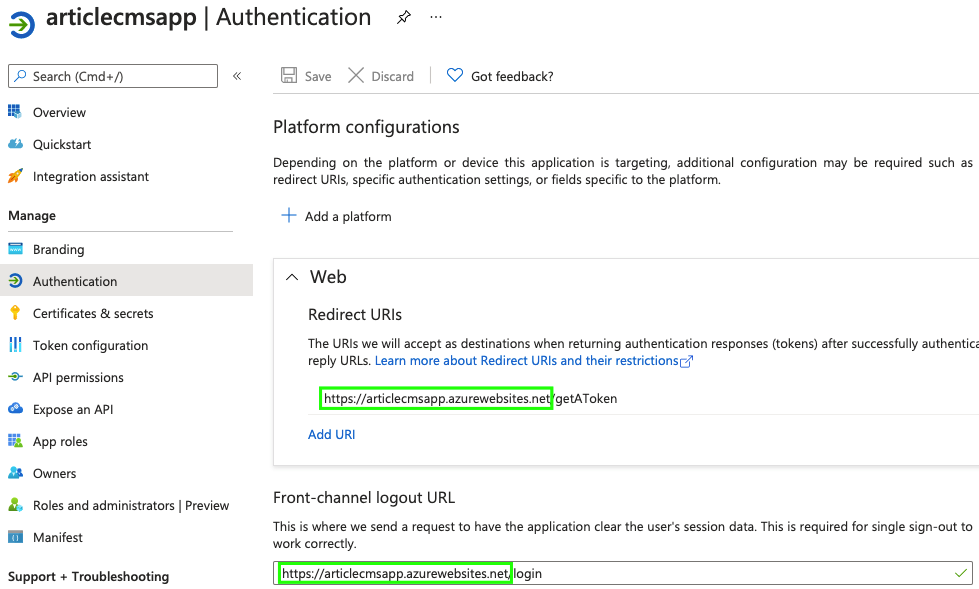 articlecmsapp | Authentication ···
Search (Cmd+/) «
Overview
Quickstart
Integration assistant
Manage
Branding
Authentication
Certificates & secrets
Token configuration
API permissions
Expose an API
App roles
Owners
Roles and administrators | Preview
Manifest
Support + Troubleshooting
Save Discard Got feedback?
Platform configurations
Depending on the platform or device this application is targeting, additional configuration may be required such as
redirect URIs, specific authentication settings, or fields specific to the platform.
Add a platform
Web
Redirect URIs
The URIs we will accept as destinations when returning authentication responses (tokens) after successfully authentica
reply URLs. Learn more about Redirect URIs and their restrictions
https://articlecmsapp.azurewebsites.net/getAToken
Add URI
Front-channel logout URL
This is where we send a request to have the application clear the user's session data. This is required for single sign-out to
work correctly.
https://articlecmsapp.azurewebsites.net/login